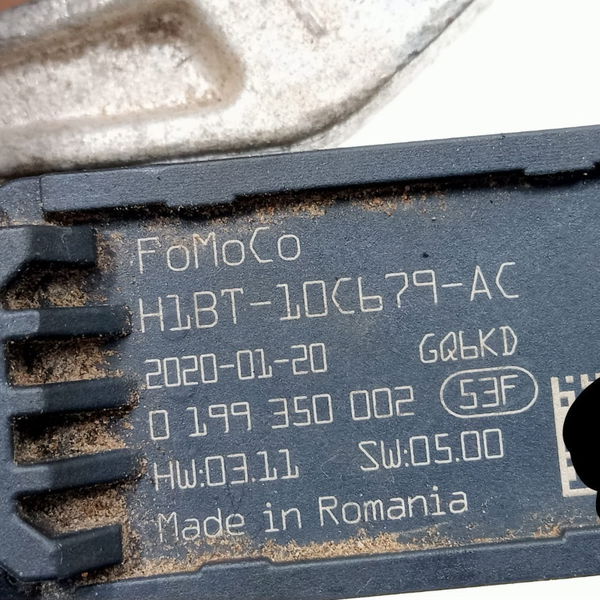 FoMoCo
H1BT-10C679-AC
2020-01-20 GQ6KD
0 199 350 002 53F
HW:03.11 SW:05.00
Made in Romania